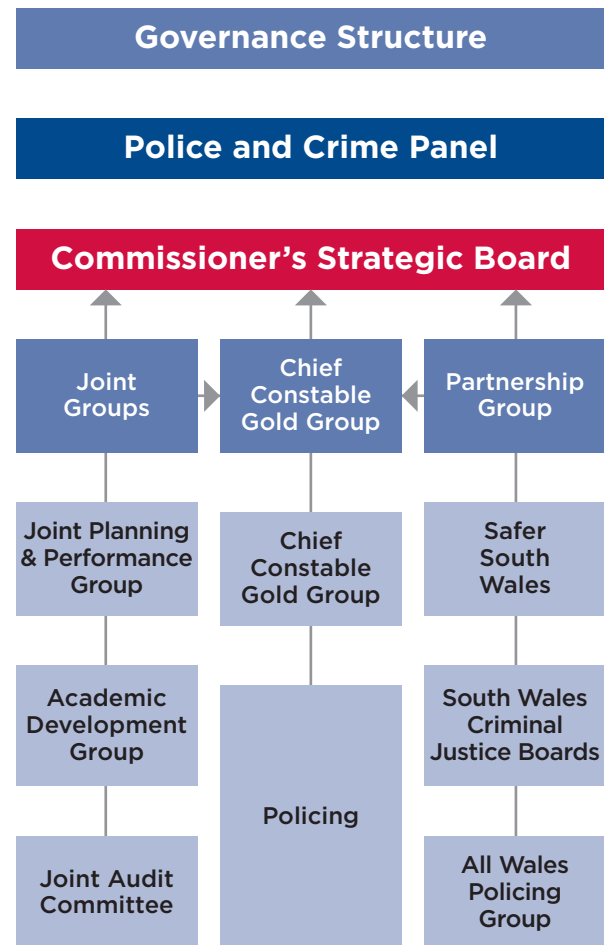 Governance Structure
Police and Crime Panel
Commissioner's Strategic Board
Joint
Groups
Chief
Constable
Gold Group
Partnership
Group
Joint Planning
& Performance
Group
Chief
Constable
Gold Group
Safer
South
Wales
Academic
Development
Group
Policing
South Wales
Criminal
Justice Boards
Joint Audit
Committee
All Wales
Policing
Group